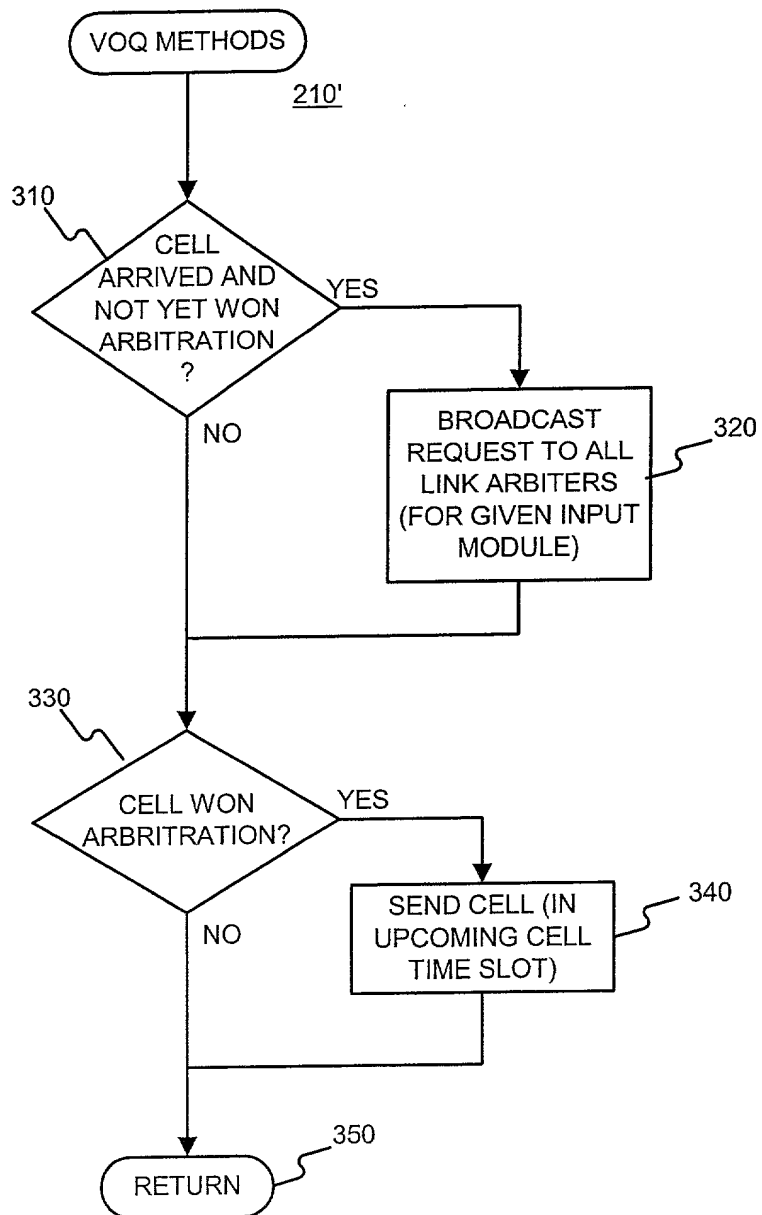 VOQ METHODS
210'
310
CELL
ARRIVED AND
NOT YET WON
ARBITRATION
?
YES
NO
BROADCAST
REQUEST TO ALL
LINK ARBITERS
(FOR GIVEN INPUT
MODULE)
320
330
CELL WON
ARBRITRATION?
YES
NO
SEND CELL (IN
UPCOMING CELL
TIME SLOT)
340
350
RETURN